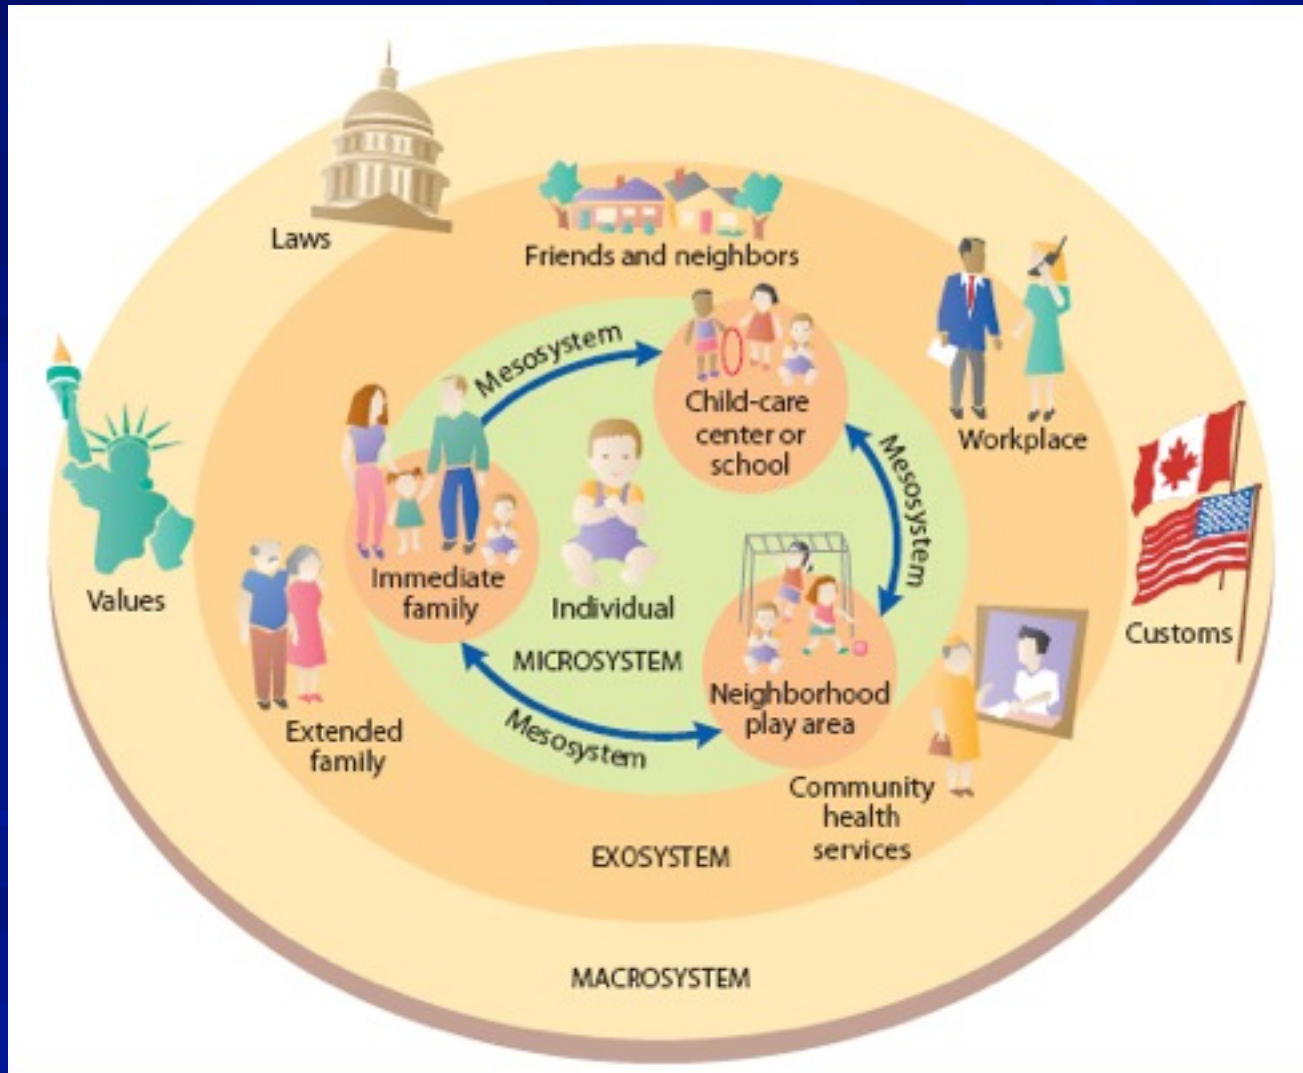 Laws
Friends and neighbors
Mesosystem
Child-care
center or
school
Workplace
Mesosystem
Values
Immediate
family
Individual
Customs
MICROSYSTEM
Neighborhood
play area
Mesosystem
Extended
family
Community
health
services
EXOSYSTEM
MACROSYSTEM